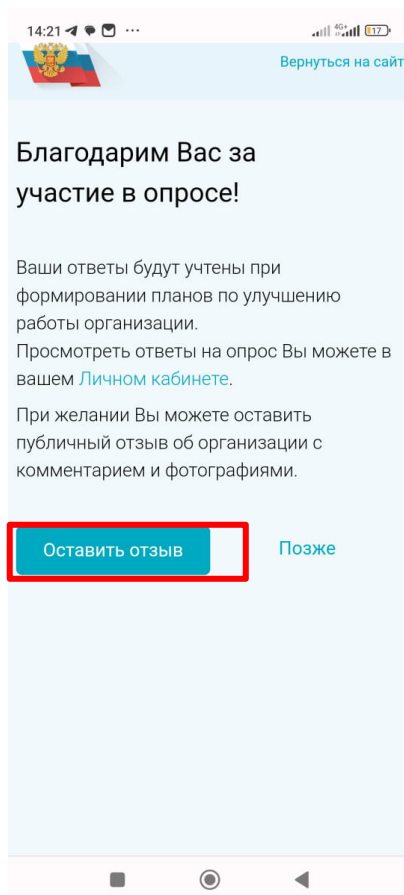 14:21 ... 4G+ 17
Вернуться на сайт
Благодарим Вас за
участие в опросе!
Ваши ответы будут учтены при
формировании планов по улучшению
работы организации.
Просмотреть ответы на опрос Вы можете в
вашем Личном кабинете.
При желании Вы можете оставить
публичный отзыв об организации с
комментарием и фотографиями.
Оставить отзыв Позже